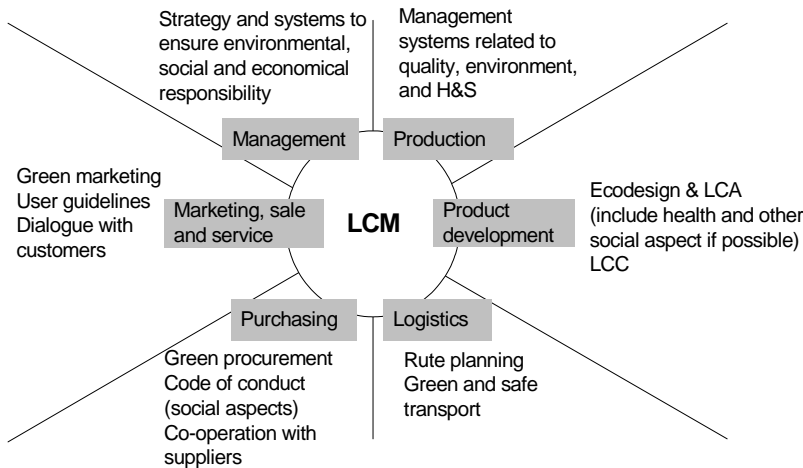 Strategy and systems to
ensure environmental,
social and economical
responsibility
Management
systems related to
quality, environment,
and H&S
Management
Production
Green marketing
User guidelines
Dialogue with
customers
Marketing, sale
and service
LCM
Product
development
Ecodesign & LCA
(include health and other
social aspect if possible)
LCC
Purchasing
Logistics
Green procurement
Code of conduct
(social aspects)
Co-operation with
suppliers
Rute planning
Green and safe
transport